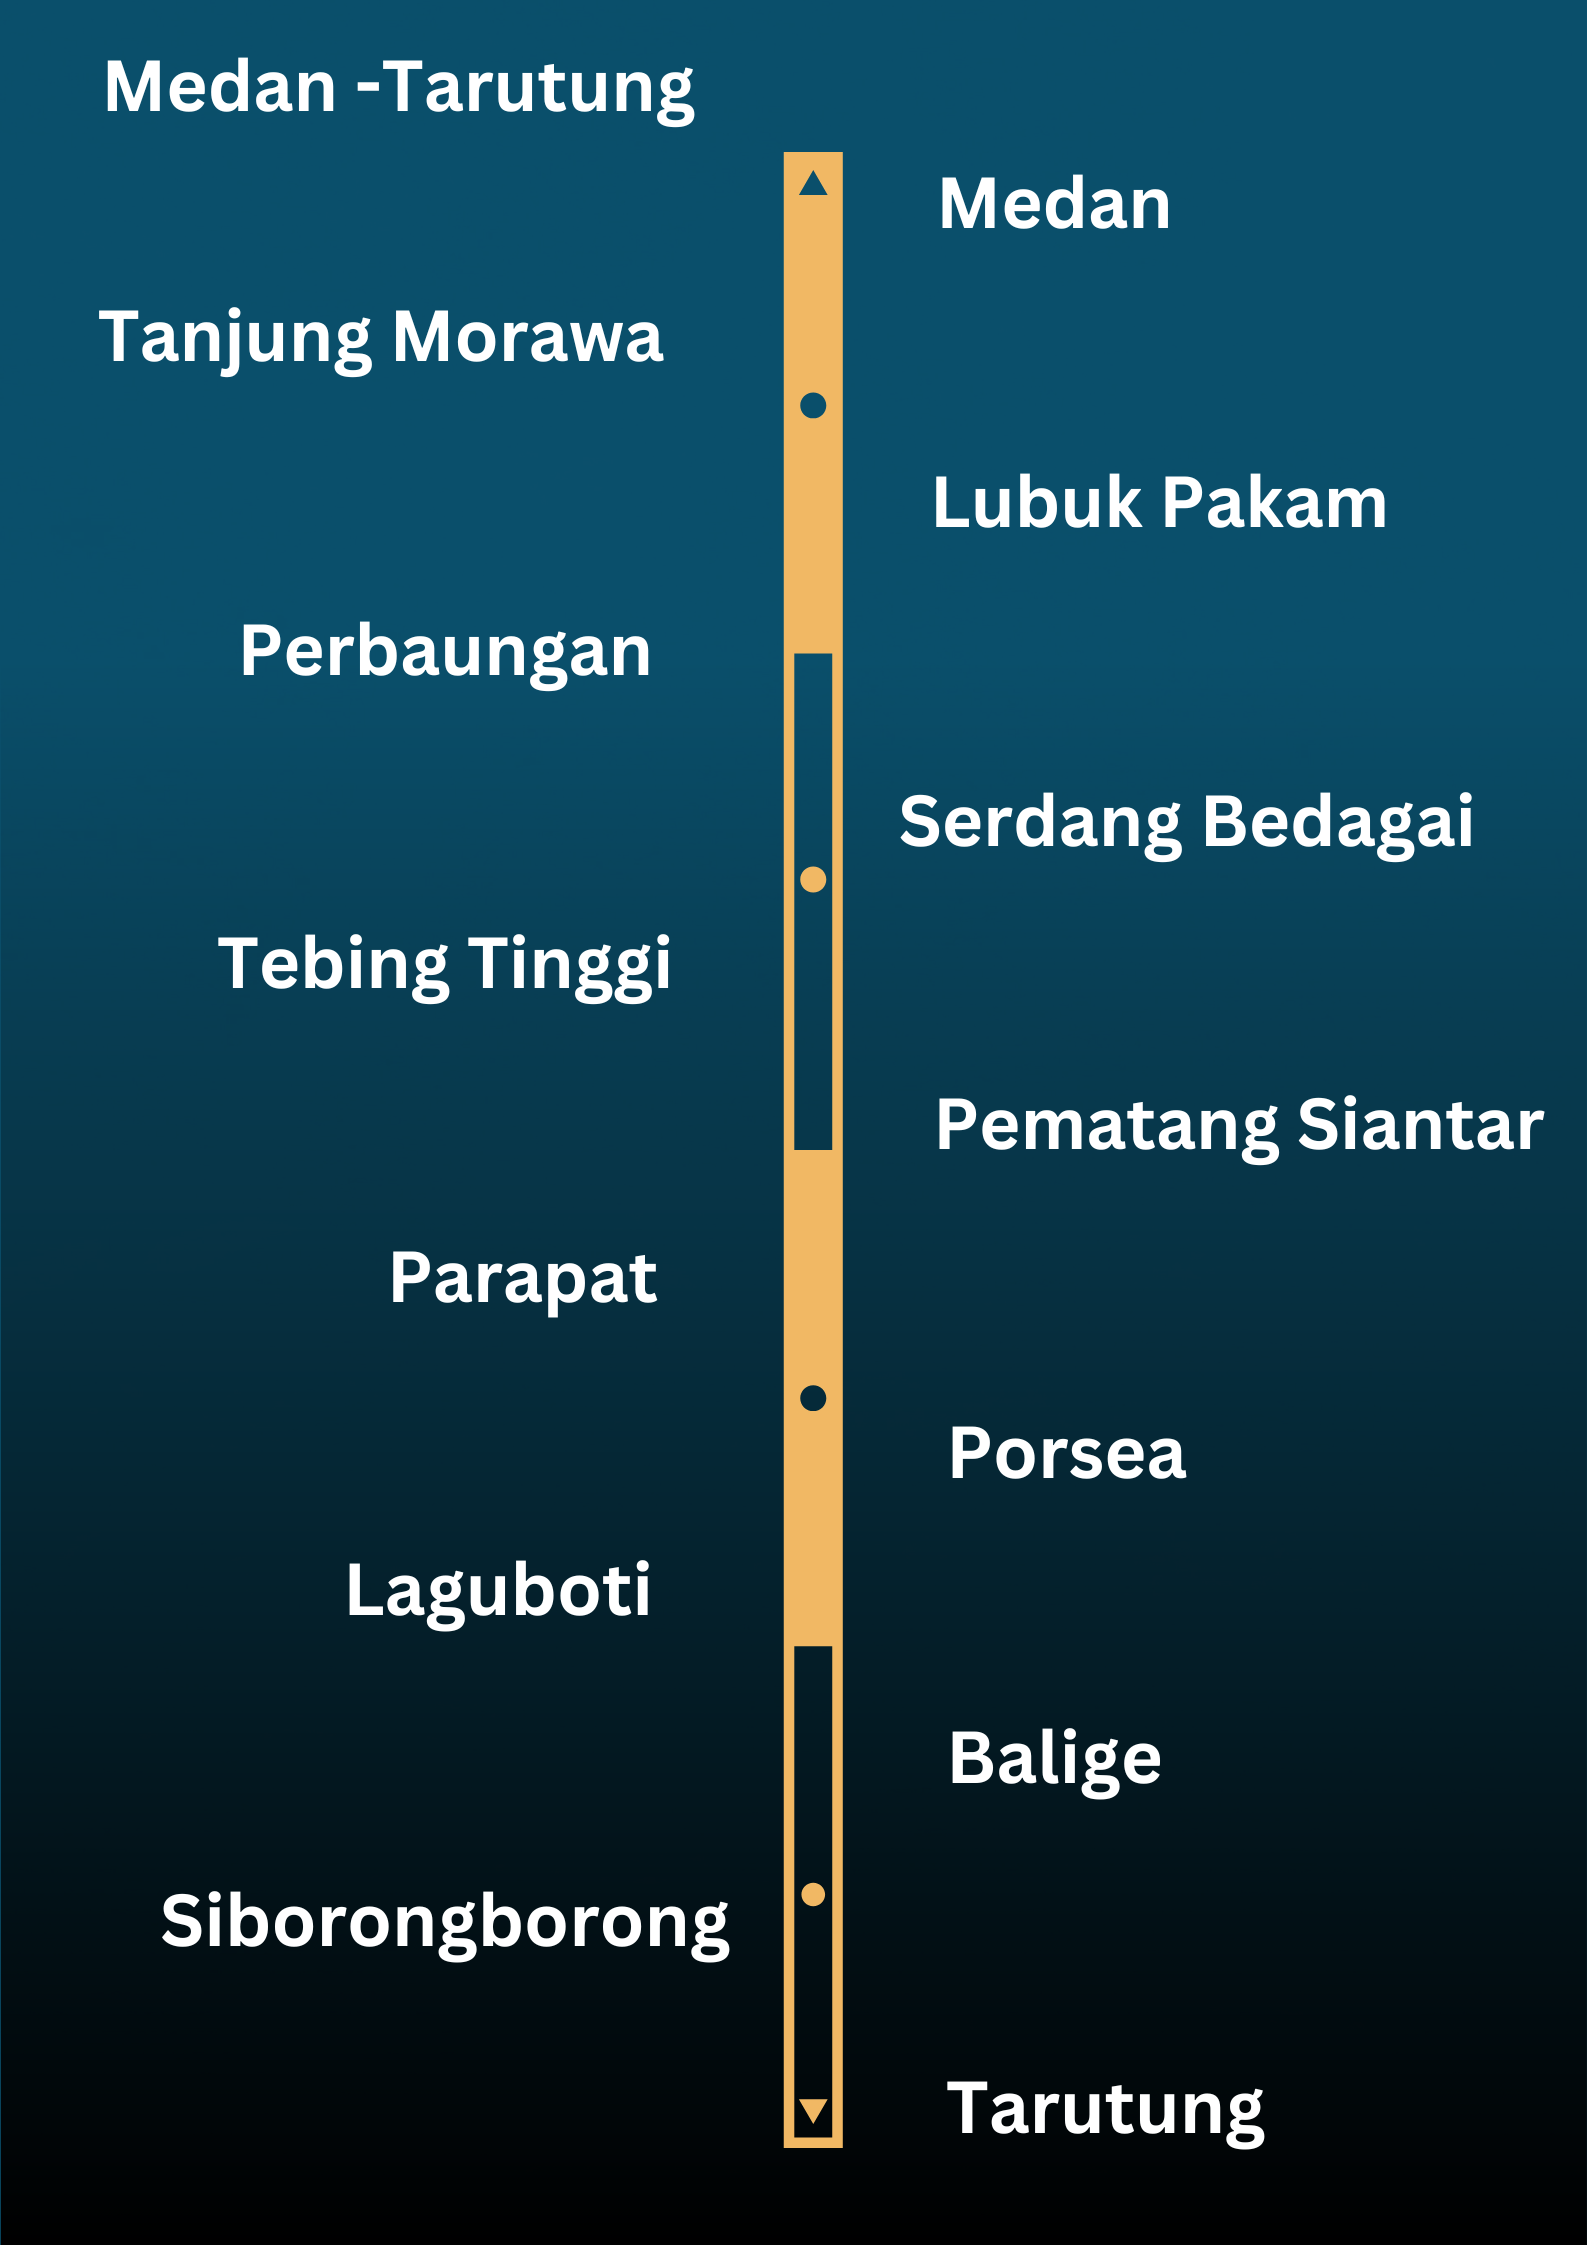 Medan -Tarutung
Medan
Tanjung Morawa
Lubuk Pakam
Perbaungan
Serdang Bedagai
Tebing Tinggi
Pematang Siantar
Parapat
Porsea
Laguboti
Balige
Siborongborong
Tarutung